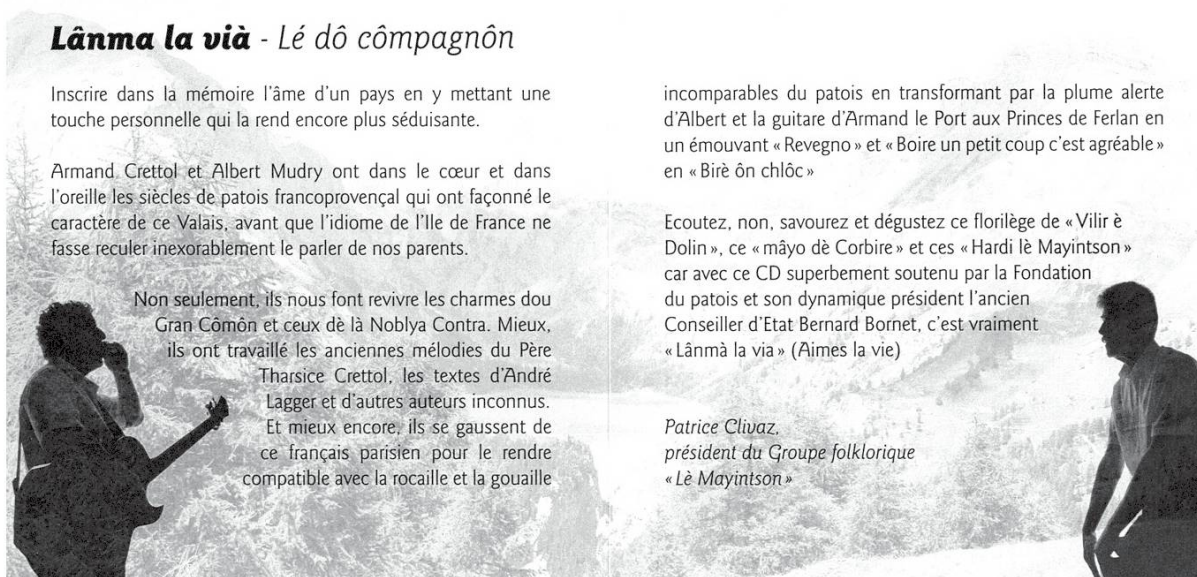 Lânma la vià - Lé dô cômpagnôn
Inscrire dans la mémoire l'âme d'un pays en y mettant une
touche personnelle qui la rend encore plus séduisante.
Armand Crettol et Albert Mudry ont dans le cœur et dans
l'oreille les siècles de patois francoprovençal qui ont façonné le
caractère de ce Valais, avant que l'idiome de l'Ile de France ne
fasse reculer inexorablement le parler de nos parents.
Non seulement, ils nous font revivre les charmes dou
Gran Cômôn et ceux dè là Noblya Contra. Mieux,
ils ont travaillé les anciennes mélodies du Père
Tharsice Crettol, les textes d'André
Lagger et d'autres auteurs inconnus.
Et mieux encore, ils se gaussent de
ce français parisien pour le rendre
compatible avec la rocaille et la gouaille
incomparables du patois en transformant par la plume alerte
d'Albert et la guitare d'Armand le Port aux Princes de Ferlan en
un émouvant « Revegno » et « Boire un petit coup c'est agréable »
en « Birè ôn chlôc »
Ecoutez, non, savourez et dégustez ce florilège de « Vilir è
Dolin », ce « mâyo dè Corbire » et ces « Hardi lè Mayintson »
car avec ce CD superbement soutenu par la Fondation
du patois et son dynamique président l'ancien
Conseiller d'Etat Bernard Bornet, c'est vraiment
« Lânmà la via » (Aimes la vie)
Patrice Clivaz,
président du Groupe folklorique
« Lè Mayintson »